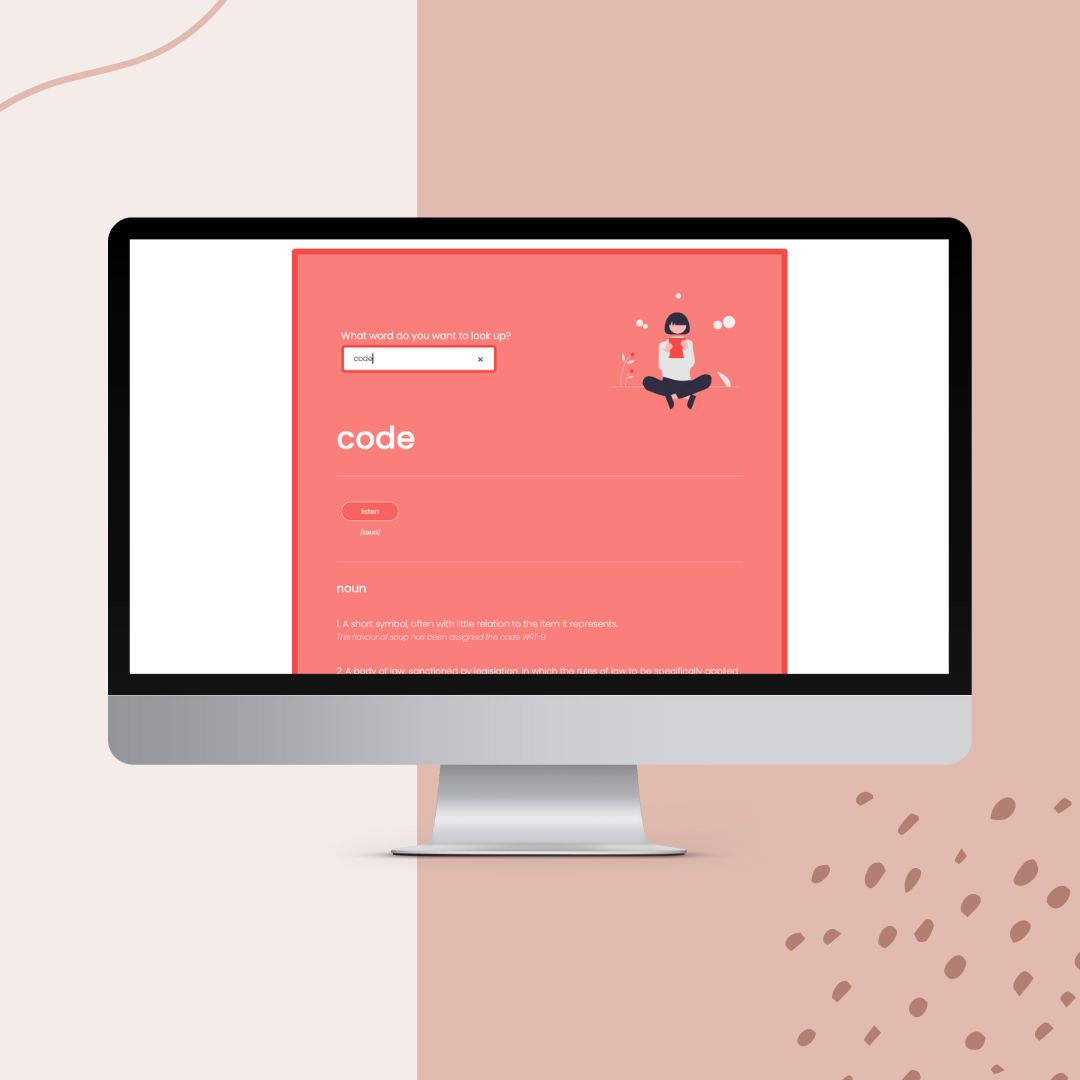 What word do you want to look up?
code
code
listen
/kəʊd/
noun
1. A short symbol, often with little relation to the item it represents.
This flavour of soup has been assigned the code WRT-9.
2. A body of law, sanctioned by legislation, in which the rules of law to be specifically applied